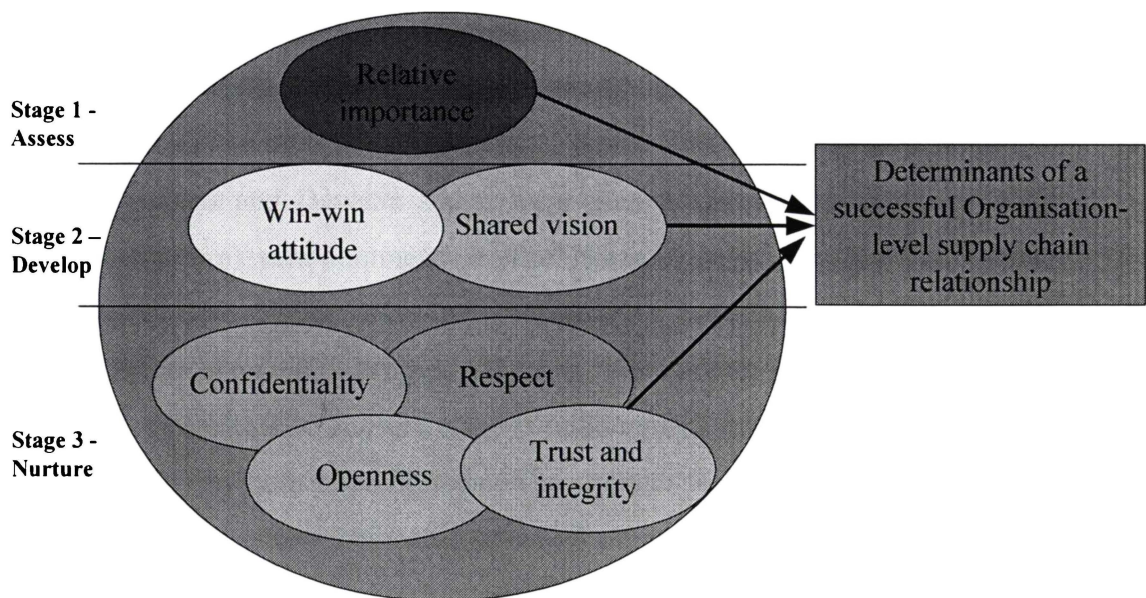 Relative
importance
Stage 1 -
Assess
Win-win
attitude
Shared vision
Stage 2 –
Develop
Determinants of a
successful Organisation-
level supply chain
relationship
Confidentiality
Respect
Stage 3 -
Nurture
Openness
Trust and
integrity